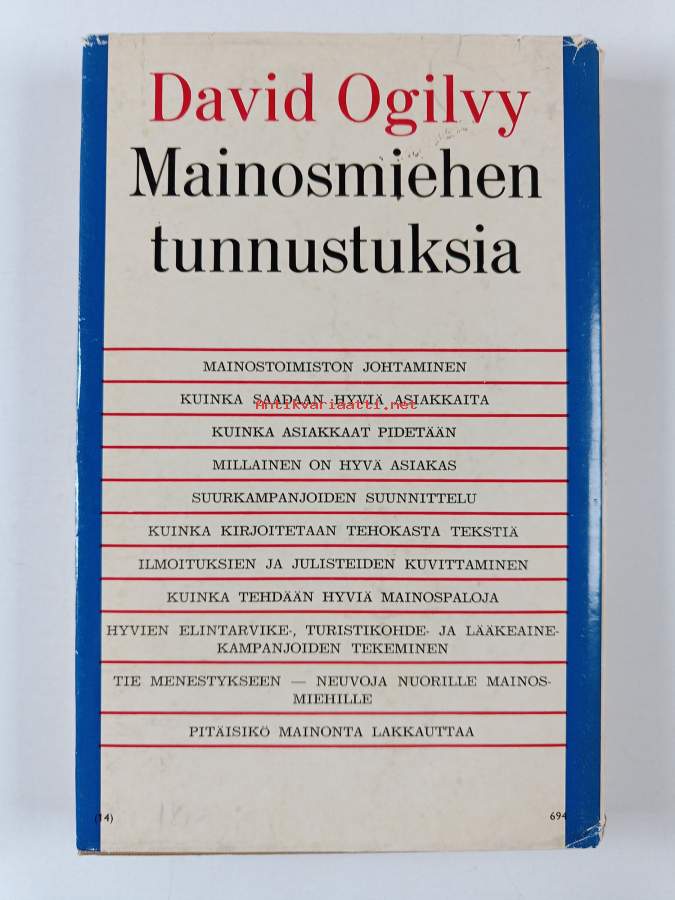 David Ogilvy
Mainosmiehen
tunnustuksia
MAINOSTOIMISTON JOHTAMINEN
KUINKA SAADAAN HYVIÄ ASIAKKAITA
Antikvariaatti.net
KUINKA ASIAKKAAT PIDETÄÄN
MILLAINEN ON HYVÄ ASIAKAS
SUURKAMPANJOIDEN SUUNNITTELU
KUINKA KIRJOITETAAN TEHOKASTA TEKSTIÄ
ILMOITUKSIEN JA JULISTEIDEN KUVITTAMINEN
KUINKA TEHDÄÄN HYVIÄ MAINOSPALOJA
HYVIEN ELINTARVIKE-, TURISTIKOHDE- JA LÄÄKEAINE-
KAMPANJOIDEN TEKEMINEN
TIE MENESTYKSEEN — NEUVOJA NUORILLE MAINOS-
MIEHILLE
PITÄISIKÖ MAINONTA LAKKAUTTAA
(14) 694